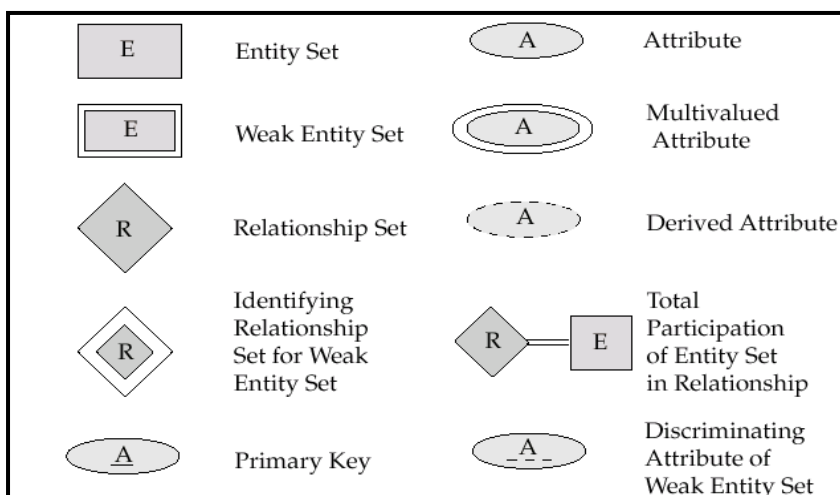 E
Entity Set
A
Attribute
E
Weak Entity Set
A
Multivalued
Attribute
R
Relationship Set
A
Derived Attribute
R
Identifying
Relationship
Set for Weak
Entity Set
R
E
Total
Participation
of Entity Set
in Relationship
A
Primary Key
A
Discriminating
Attribute of
Weak Entity Set